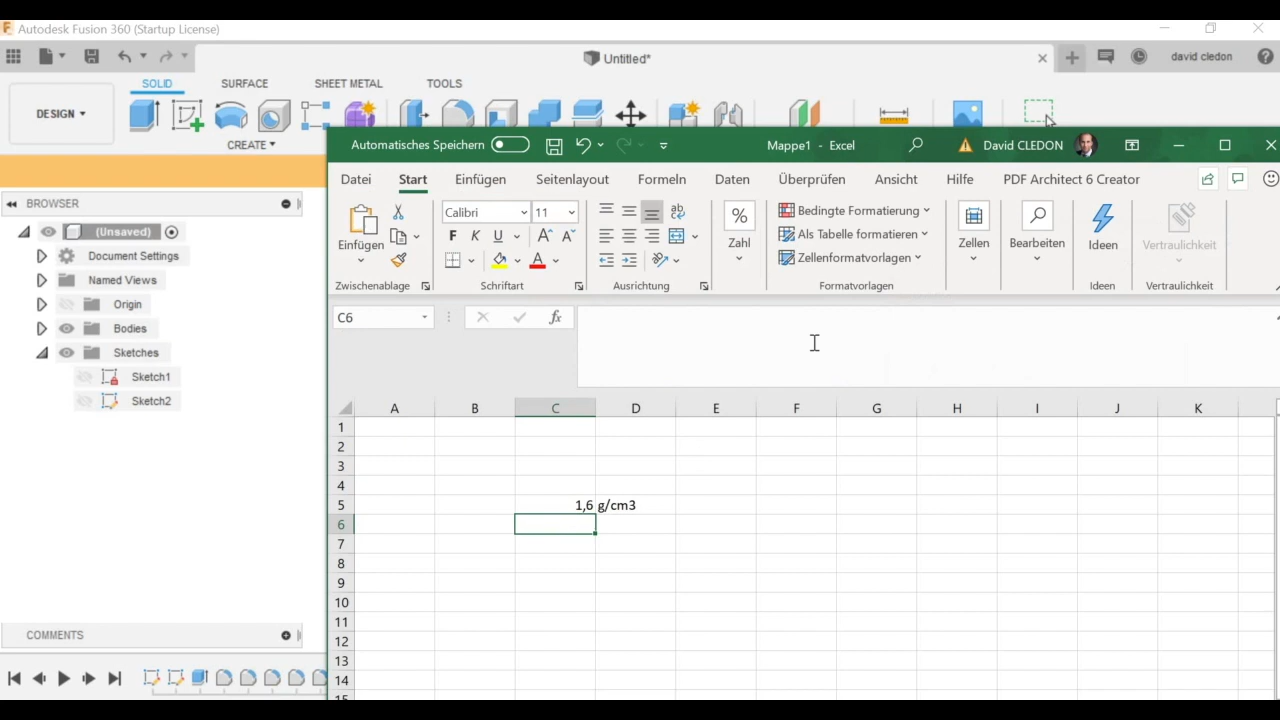 Autodesk Fusion 360 (Startup License)
Untitled*
david cledon
SOLID
SURFACE
SHEET METAL
TOOLS
DESIGN
CREATE
Automatisches Speichern
Mappe1 - Excel
David CLEDON
Datei
Start
Einfügen
Seitenlayout
Formeln
Daten
Überprüfen
Ansicht
Hilfe
PDF Architect 6 Creator
Einfügen
Calibri
11
F K U
Zahl
Bedingte Formatierung
Als Tabelle formatieren
Zellenformatvorlagen
Zellen
Bearbeiten
Ideen
Vertraulichkeit
Zwischenablage
Schriftart
Ausrichtung
Formatvorlagen
Ideen
Vertraulichkeit
BROWSER
(Unsaved)
Document Settings
Named Views
Origin
Bodies
Sketches
Sketch1
Sketch2
COMMENTS
C6
fx
A B C D E F G H I J K
1
2
3
4
5 1,6 g/cm3
6
7
8
9
10
11
12
13
14